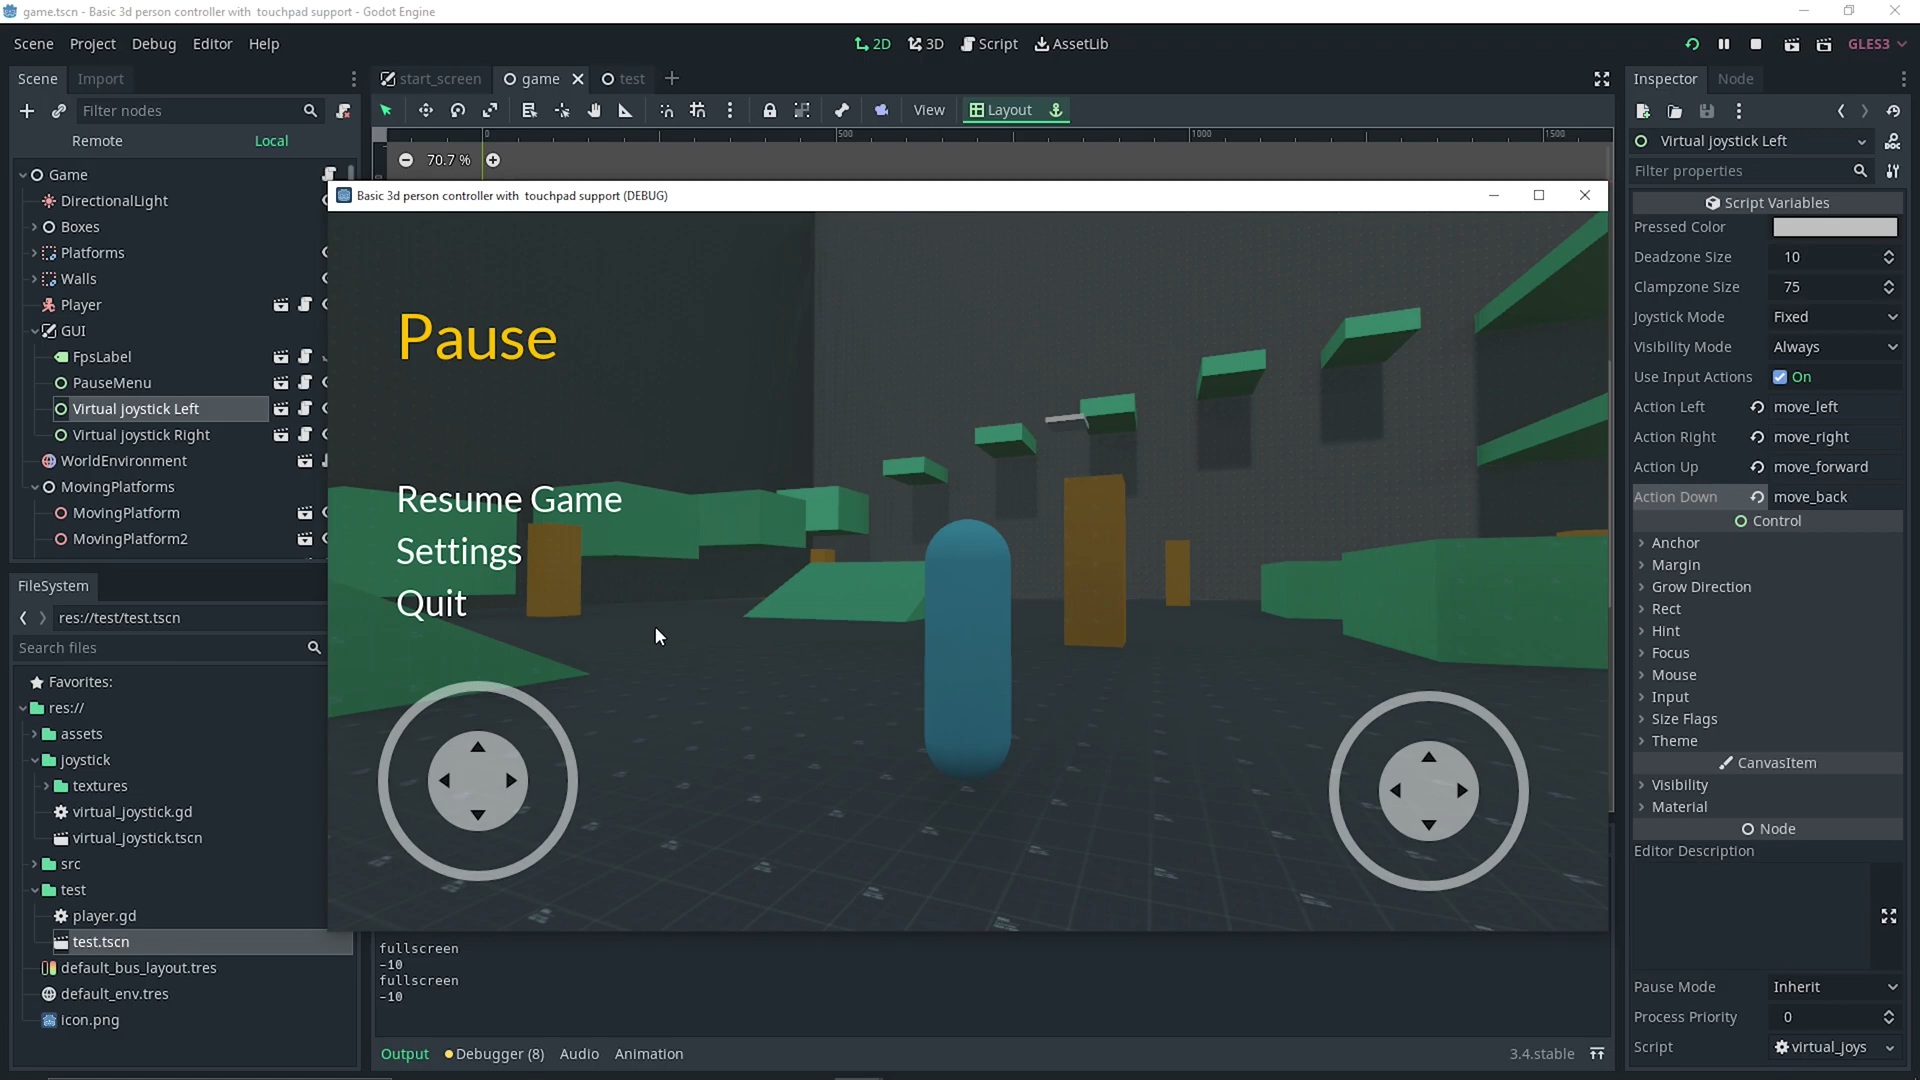 game.tscn - Basic 3d person controller with  touchpad support - Godot Engine
Scene Project Debug Editor Help
2D 3D Script AssetLib
GLES3
Scene Import
start_screen game test
Inspector Node
Filter nodes
View Layout
Remote Local
0 500 1000 1500
70.7 %
Virtual joystick Left
Filter properties
Game
DirectionalLight
Boxes
Platforms
Walls
Player
GUI
FpsLabel
PauseMenu
Virtual joystick Left
Virtual joystick Right
WorldEnvironment
MovingPlatforms
MovingPlatform
MovingPlatform2
FileSystem
res://test/test.tscn
Search files
Favorites:
res://
assets
joystick
textures
virtual_joystick.gd
virtual_joystick.tscn
src
test
player.gd
test.tscn
default_bus_layout.tres
default_env.tres
icon.png
Basic 3d person controller with  touchpad support (DEBUG)
Pause
Resume Game
Settings
Quit
fullscreen
-10
fullscreen
-10
Output Debugger (8) Audio Animation
3.4.stable
Script Variables
Pressed Color
Deadzone Size 10
Clampzone Size 75
Joystick Mode Fixed
Visibility Mode Always
Use Input Actions On
Action Left move_left
Action Right move_right
Action Up move_forward
Action Down move_back
Control
Anchor
Margin
Grow Direction
Rect
Hint
Focus
Mouse
Input
Size Flags
Theme
CanvasItem
Visibility
Material
Node
Editor Description
Pause Mode Inherit
Process Priority 0
Script virtual_joys